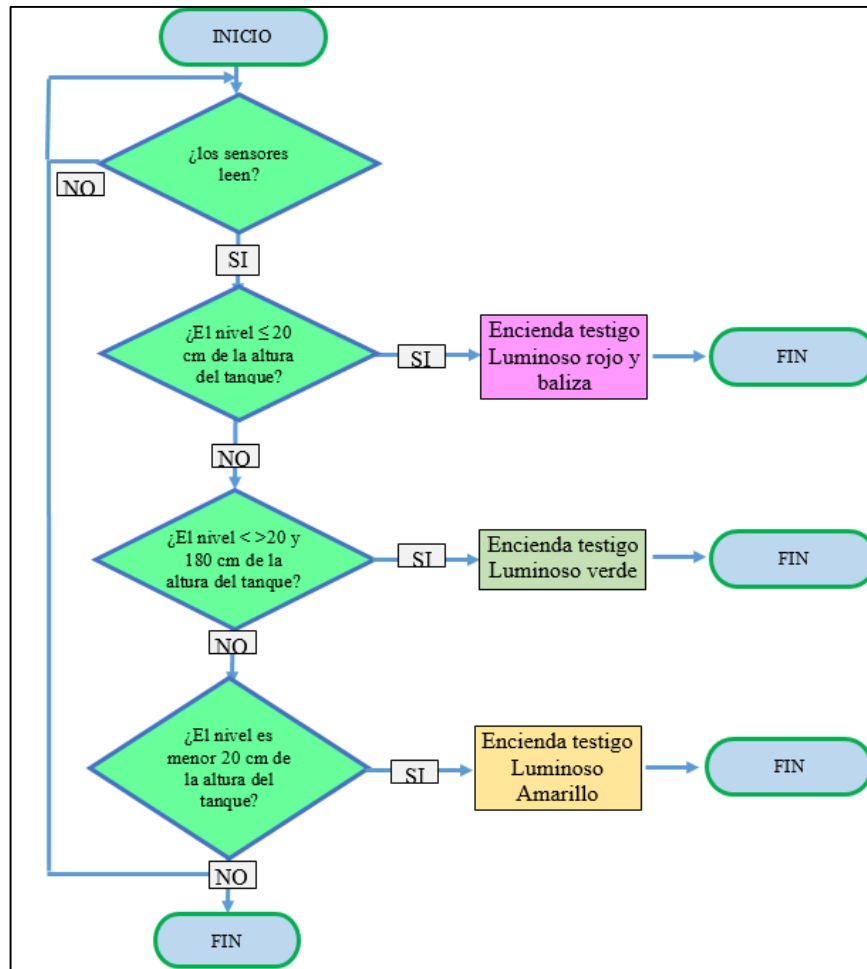 INICIO
¿los sensores
leen?
NO
SI
¿El nivel ≤ 20
cm de la altura
del tanque?
SI
Encienda testigo
Luminoso rojo y
baliza
FIN
NO
¿El nivel < >20 y
180 cm de la
altura del tanque?
SI
Encienda testigo
Luminoso verde
FIN
NO
¿El nivel es
menor 20 cm de
la altura del
tanque?
SI
Encienda testigo
Luminoso
Amarillo
FIN
NO
FIN